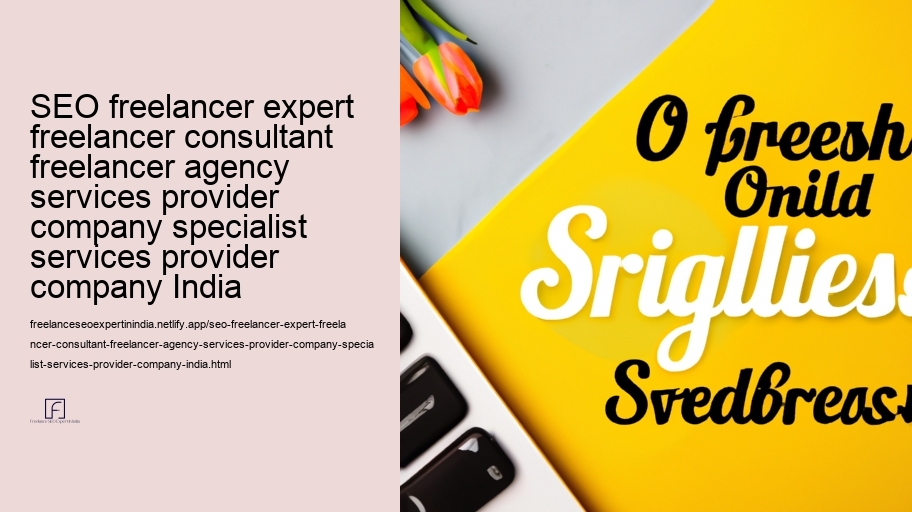 SEO freelancer expert
freelancer consultant
freelancer agency
services provider
company specialist
services provider
company India
freelanceseoexpertinindia.netlify.app/seo-freelancer-expert-freela
ncer-consultant-freelancer-agency-services-provider-company-specia
list-services-provider-company-india.html
O freesh
Onild
Srigllies
Svedbreass